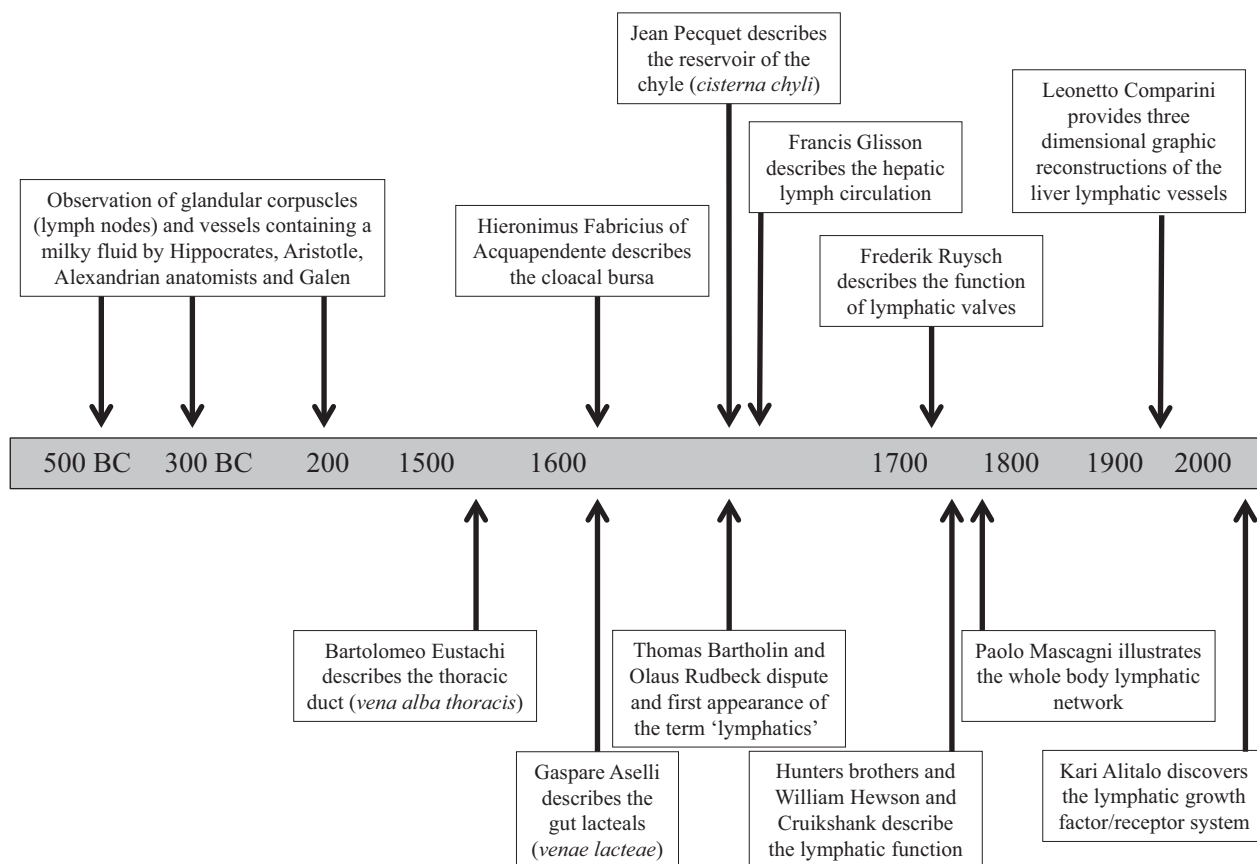 Jean Pecquet describes
the reservoir of the
chyle (cisterna chyli)
Leonetto Comparini
provides three
dimensional graphic
reconstructions of the
liver lymphatic vessels
Francis Glisson
describes the hepatic
lymph circulation
Observation of glandular corpuscles
(lymph nodes) and vessels containing a
milky fluid by Hippocrates, Aristotle,
Alexandrian anatomists and Galen
Hieronimus Fabricius of
Acquapendente describes
the cloacal bursa
Frederik Ruysch
describes the function
of lymphatic valves
500 BC 300 BC 200 1500 1600 1700 1800 1900 2000
Bartolomeo Eustachi
describes the thoracic
duct (vena alba thoracis)
Thomas Bartholin and
Olaus Rudbeck dispute
and first appearance of
the term ‘lymphatics’
Paolo Mascagni illustrates
the whole body lymphatic
network
Gaspare Aselli
describes the
gut lacteals
(venae lacteae)
Hunters brothers and
William Hewson and
Cruikshank describe
the lymphatic function
Kari Alitalo discovers
the lymphatic growth
factor/receptor system